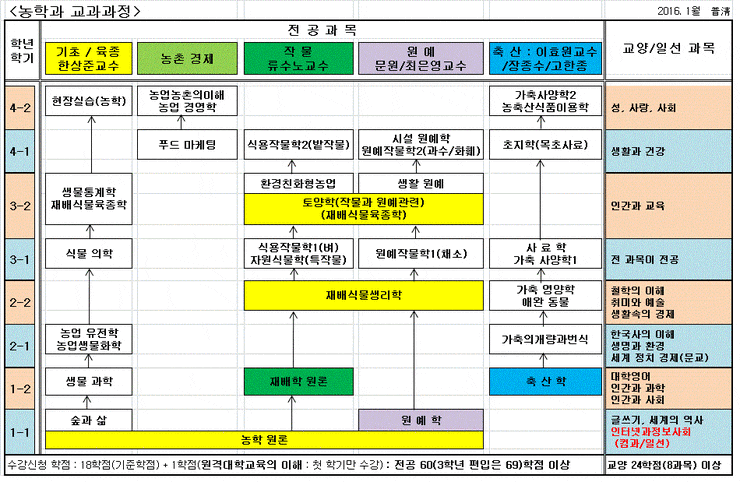 <농학과 교과과정>
2016. 1월 普淸
학년
학기
전 공 과 목
교양/일선 과목
기초 / 육종
한상준교수
농촌 경제
작 물
류수노교수
원 예
문원/최은영교수
축 산 : 이효원교수
/장종수/고한종
4-2
현장실습(농학)
농업농촌의이해
농업 경영학
가축사양학2
농축산식품이용학
성, 사랑, 사회
4-1
푸드 마케팅
식용작물학2(밭작물)
시설 원예학
원예작물학2(과수/화훼)
초지학(목초사료)
생활과 건강
3-2
생물통계학
재배식물육종학
환경친화형농업
생활 원예
토양학(작물과 원예관련)
(재배식물육종학)
인간과 교육
3-1
식물 의학
식용작물학1(벼)
자원식물학(특작물)
원예작물학1(채소)
사 료 학
가축 사양학1
전 과목이 전공
2-2
재배식물생리학
가축 영양학
애완 동물
철학의 이해
취미와 예술
생활속의 경제
2-1
농업 유전학
농업생물화학
가축의개량과번식
한국사의 이해
생명과 환경
세계 정치 경제(문교)
1-2
생물 과학
재배학 원론
축 산 학
대학영어
인간과 과학
인간과 사회
1-1
숲과 삶
원 예 학
농학 원론
글쓰기, 세계의 역사
인터넷과정보사회
(컴과/일선)
수강신청 학점 : 18학점(기준학점) + 1학점(원격대학교육의 이해 : 첫 학기만 수강) : 전공 60(3학년 편입은 69)학점 이상
교양 24학점(8과목) 이상